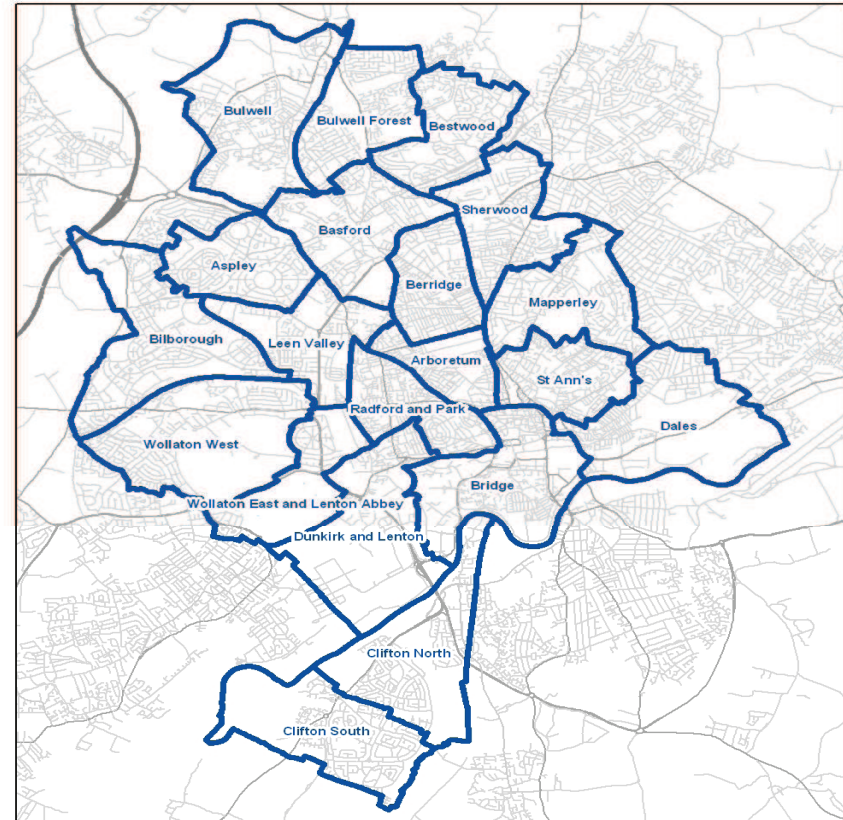 Bulwell
Bulwell Forest
Bestwood
Sherwood
Basford
Aspley
Berridge
Mapperley
Bilborough
Leen Valley
Arboretum
St Ann's
Radford and Park
Dales
Wollaton West
Bridge
Wollaton East and Lenton Abbey
Dunkirk and Lenton
Clifton North
Clifton South